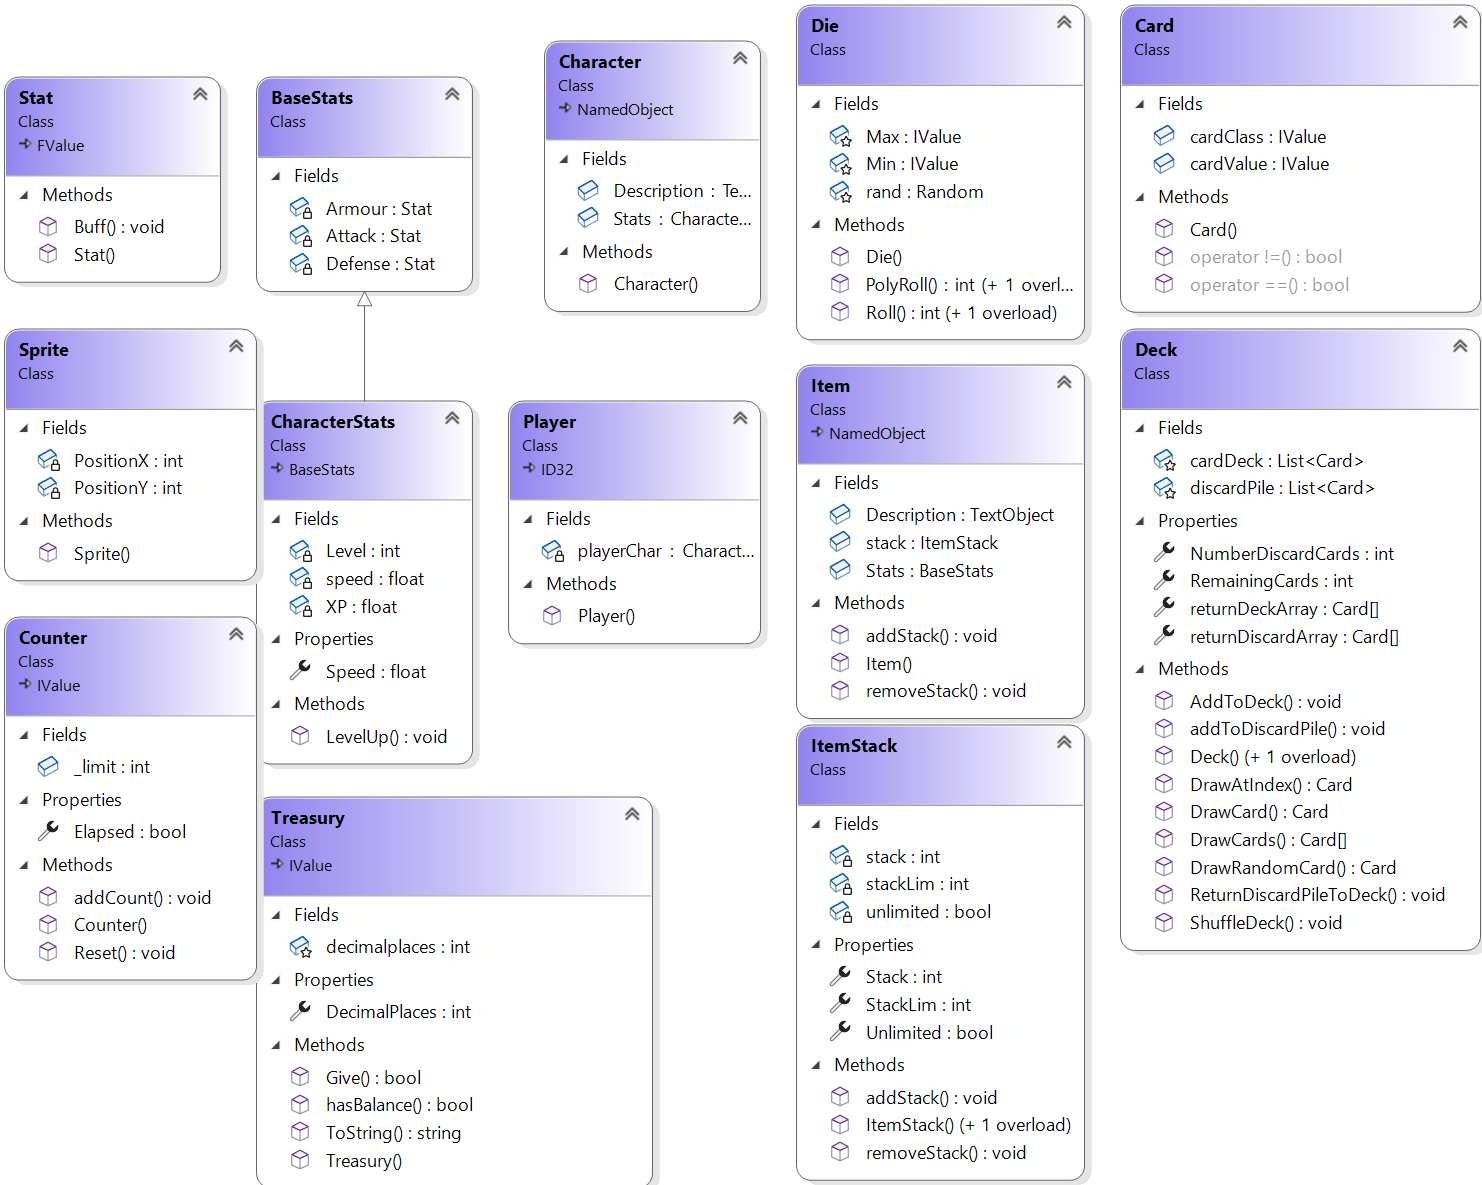 Stat
Class
FValue
Methods
Buff() : void
Stat()
BaseStats
Class
Fields
Armour : Stat
Attack : Stat
Defense : Stat
Character
Class
NamedObject
Fields
Description : Te...
Stats : Characte...
Methods
Character()
Die
Class
Fields
Max : IValue
Min : IValue
rand : Random
Methods
Die()
PolyRoll() : int (+ 1 overl...
Roll() : int (+ 1 overload)
Card
Class
Fields
cardClass : IValue
cardValue : IValue
Methods
Card()
operator !=() : bool
operator ==() : bool
Sprite
Class
Fields
PositionX : int
PositionY : int
Methods
Sprite()
CharacterStats
Class
BaseStats
Fields
Level : int
speed : float
XP : float
Properties
Speed : float
Methods
LevelUp() : void
Player
Class
ID32
Fields
playerChar : Charact...
Methods
Player()
Item
Class
NamedObject
Fields
Description : TextObject
stack : ItemStack
Stats : BaseStats
Methods
addStack() : void
Item()
removeStack() : void
Deck
Class
Fields
cardDeck : List<Card>
discardPile : List<Card>
Properties
NumberDiscardCards : int
RemainingCards : int
returnDeckArray : Card[]
returnDiscardArray : Card[]
Methods
AddToDeck() : void
addToDiscardPile() : void
Deck() (+ 1 overload)
DrawAtIndex() : Card
DrawCard() : Card
DrawCards() : Card[]
DrawRandomCard() : Card
ReturnDiscardPileToDeck() : void
ShuffleDeck() : void
Counter
Class
IValue
Fields
_limit : int
Properties
Elapsed : bool
Methods
addCount() : void
Counter()
Reset() : void
Treasury
Class
IValue
Fields
decimalplaces : int
Properties
DecimalPlaces : int
Methods
Give() : bool
hasBalance() : bool
ToString() : string
Treasury()
ItemStack
Class
Fields
stack : int
stackLim : int
unlimited : bool
Properties
Stack : int
StackLim : int
Unlimited : bool
Methods
addStack() : void
ItemStack() (+ 1 overload)
removeStack() : void